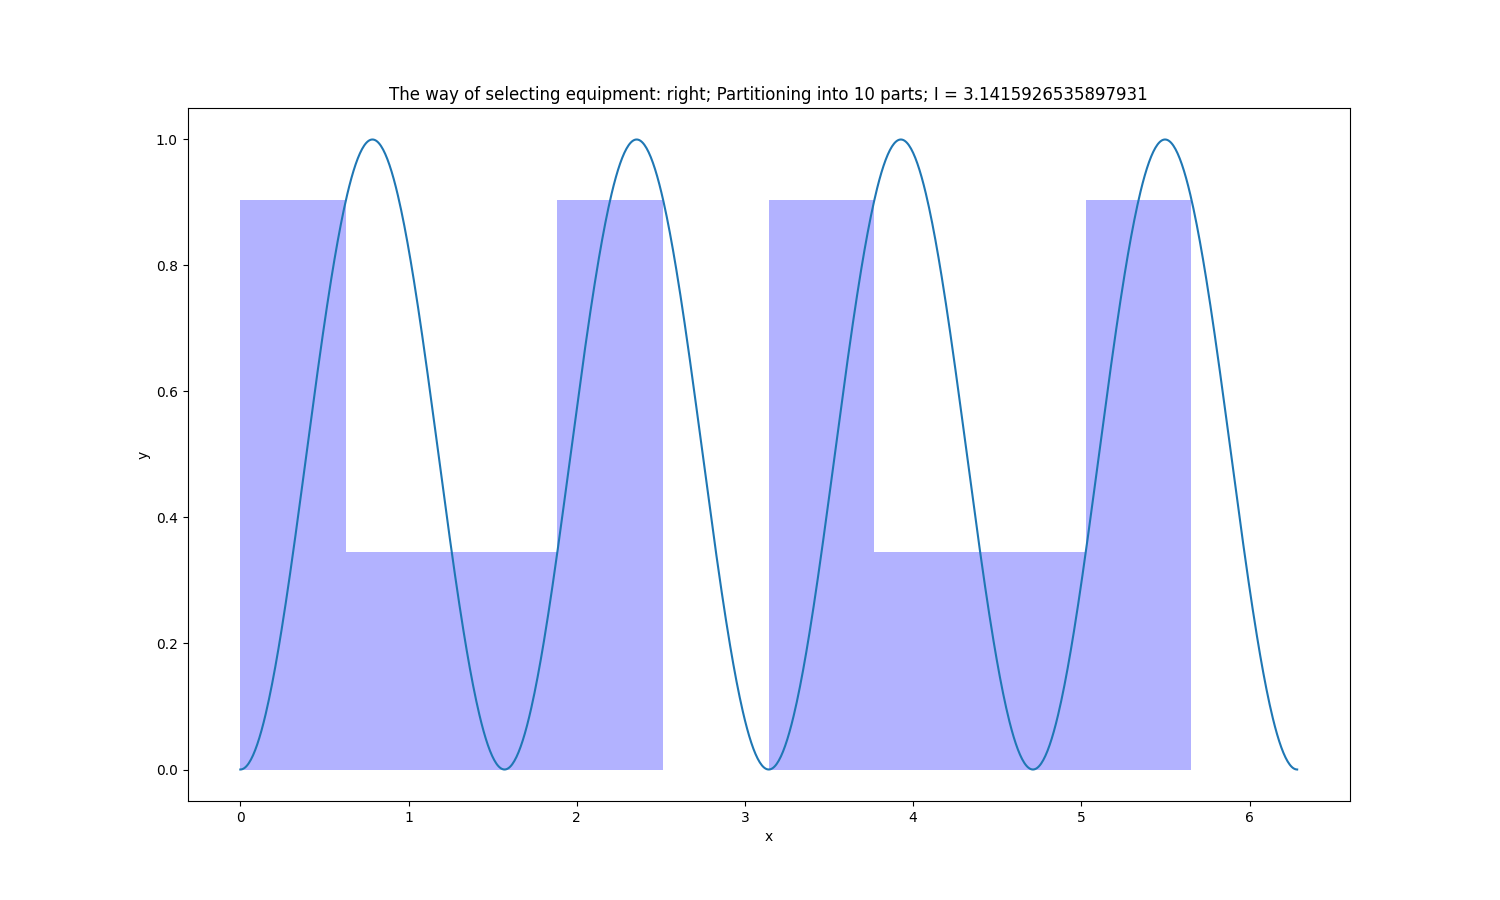 The way of selecting equipment: right; Partitioning into 10 parts; I = 3.1415926535897931
1.0
0.8
0.6
0.4
0.2
0.0
y
0 1 2 3 4 5 6
x